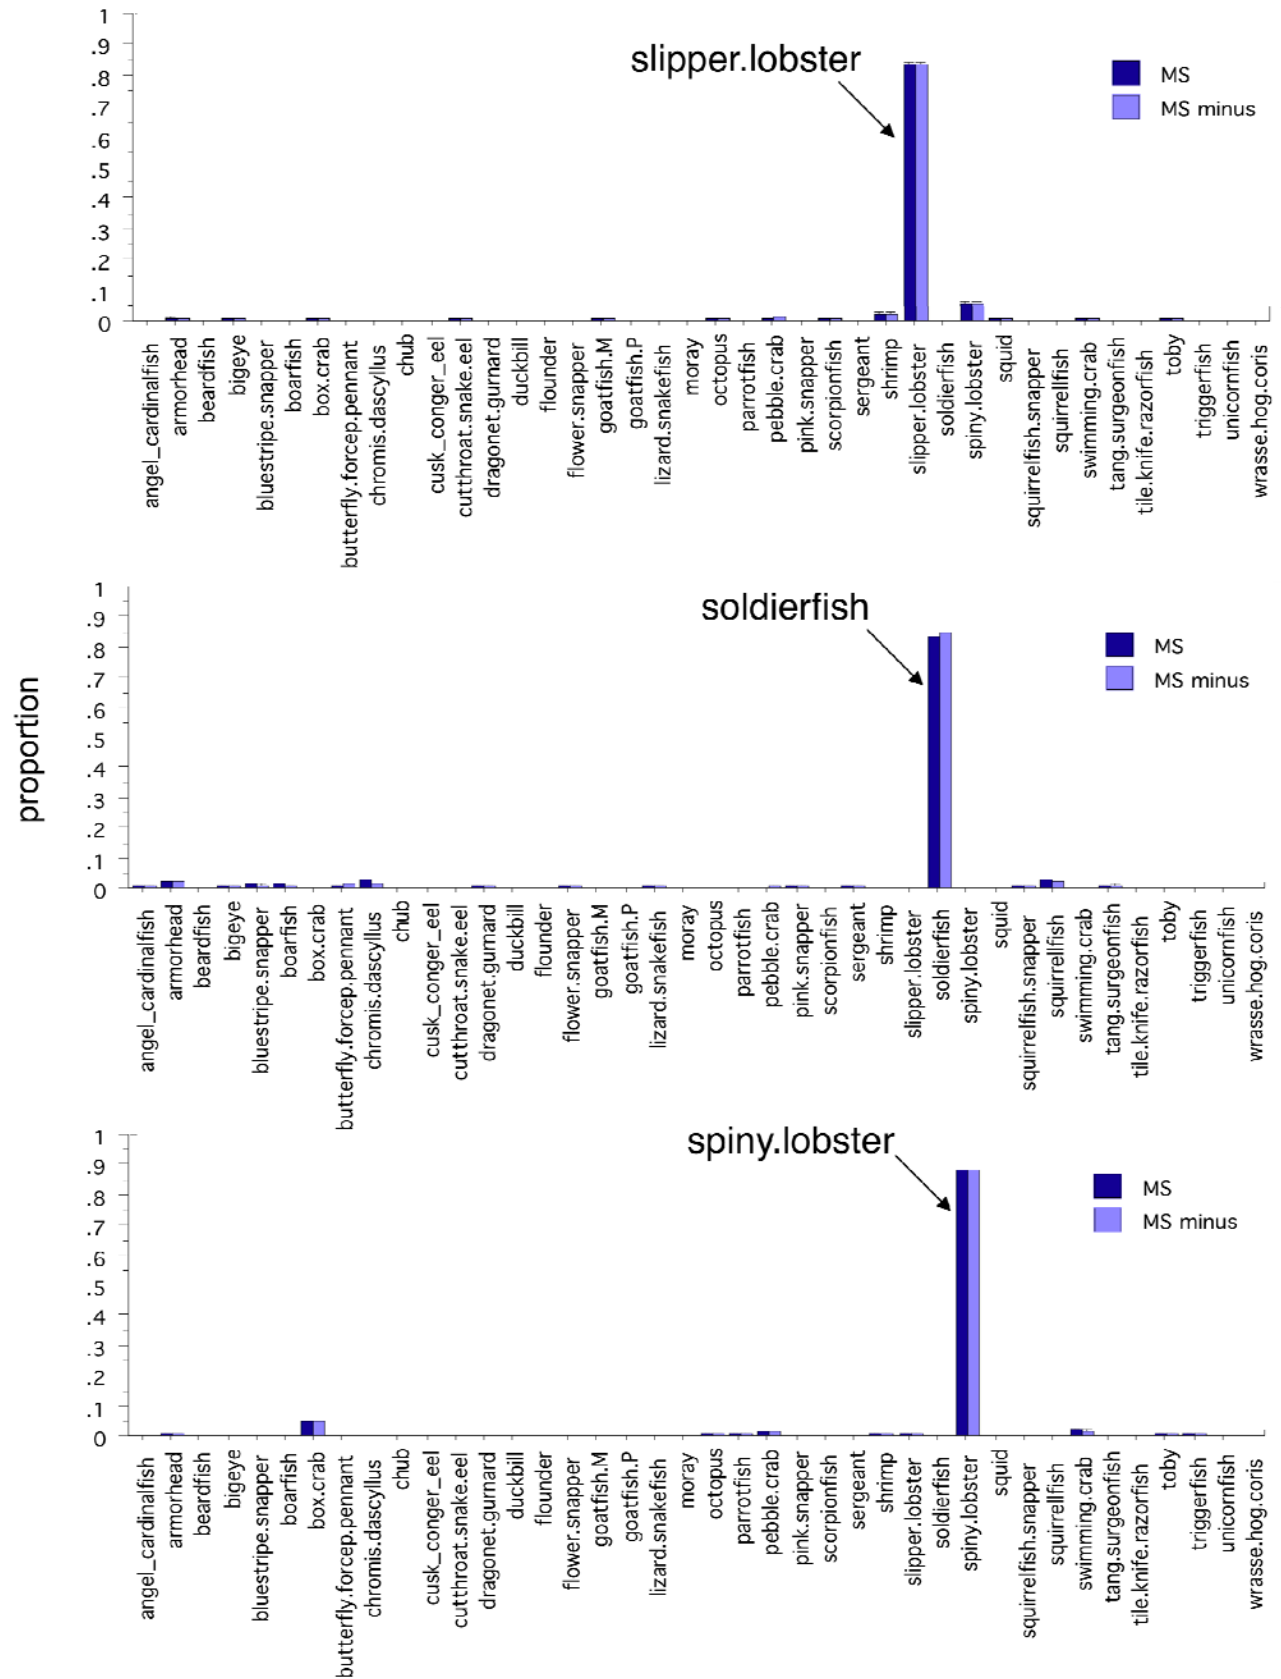 1
.9
.8
.7
.6
.5
.4
.3
.2
.1
0
slipper.lobster
MS
MS minus
angel_cardinalfish
armorhead
beardfish
bigeye
bluestripe.snapper
boarfish
box.crab
butterfly.forcep.pennant
chromis.dascyllus
chub
cusk_conger_eel
cutthroat.snake.eel
dragonet.gurnard
duckbill
flounder
flower.snapper
goatfish.M
goatfish.P
lizard.snakefish
moray
octopus
parrotfish
pebble.crab
pink.snapper
scorpionfish
sergeant
shrimp
slipper.lobster
soldierfish
spiny.lobster
squid
squirrelfish.snapper
squirrelfish
swimming.crab
tang.surgeonfish
tile.knife.razorfish
toby
triggerfish
unicornfish
wrasse.hog.coris
proportion
1
.9
.8
.7
.6
.5
.4
.3
.2
.1
0
soldierfish
MS
MS minus
angel_cardinalfish
armorhead
beardfish
bigeye
bluestripe.snapper
boarfish
box.crab
butterfly.forcep.pennant
chromis.dascyllus
chub
cusk_conger_eel
cutthroat.snake.eel
dragonet.gurnard
duckbill
flounder
flower.snapper
goatfish.M
goatfish.P
lizard.snakefish
moray
octopus
parrotfish
pebble.crab
pink.snapper
scorpionfish
sergeant
shrimp
slipper.lobster
soldierfish
spiny.lobster
squid
squirrelfish.snapper
squirrelfish
swimming.crab
tang.surgeonfish
tile.knife.razorfish
toby
triggerfish
unicornfish
wrasse.hog.coris
1
.9
.8
.7
.6
.5
.4
.3
.2
.1
0
spiny.lobster
MS
MS minus
angel_cardinalfish
armorhead
beardfish
bigeye
bluestripe.snapper
boarfish
box.crab
butterfly.forcep.pennant
chromis.dascyllus
chub
cusk_conger_eel
cutthroat.snake.eel
dragonet.gurnard
duckbill
flounder
flower.snapper
goatfish.M
goatfish.P
lizard.snakefish
moray
octopus
parrotfish
pebble.crab
pink.snapper
scorpionfish
sergeant
shrimp
slipper.lobster
soldierfish
spiny.lobster
squid
squirrelfish.snapper
squirrelfish
swimming.crab
tang.surgeonfish
tile.knife.razorfish
toby
triggerfish
unicornfish
wrasse.hog.coris